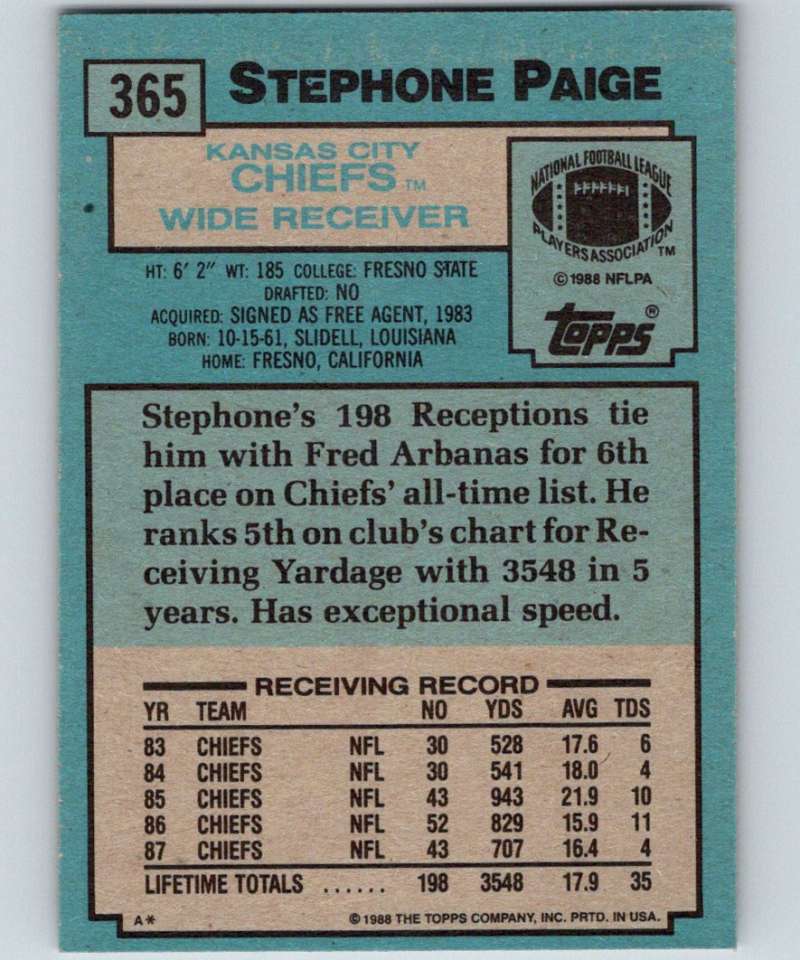 365
STEPHONE PAIGE
KANSAS CITY
CHIEFS™
WIDE RECEIVER
NATIONAL FOOTBALL LEAGUE
PLAYERS ASSOCIATION™
© 1988 NFLPA
Topps®
HT: 6' 2" WT: 185 COLLEGE: FRESNO STATE
DRAFTED: NO
ACQUIRED: SIGNED AS FREE AGENT, 1983
BORN: 10-15-61, SLIDELL, LOUISIANA
HOME: FRESNO, CALIFORNIA
Stephone's 198 Receptions tie
him with Fred Arbanas for 6th
place on Chiefs' all-time list. He
ranks 5th on club's chart for Re-
ceiving Yardage with 3548 in 5
years. Has exceptional speed.
RECEIVING RECORD
YR TEAM NO YDS AVG TDS
83 CHIEFS NFL 30 528 17.6 6
84 CHIEFS NFL 30 541 18.0 4
85 CHIEFS NFL 43 943 21.9 10
86 CHIEFS NFL 52 829 15.9 11
87 CHIEFS NFL 43 707 16.4 4
LIFETIME TOTALS ...... 198 3548 17.9 35
A* © 1988 THE TOPPS COMPANY, INC. PRTD. IN USA.